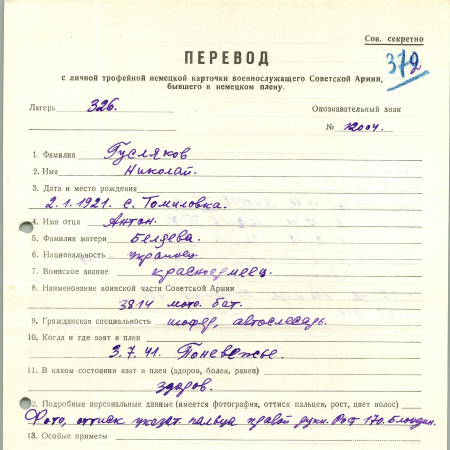 Сов. секретно
372
ПЕРЕВОД
с личной трофейной немецкой карточки военнослужащего Советской Армии,
бывшего в немецком плену.
Лагерь 326. Опознавательный знак
№ 12004.
1. Фамилия Гусляков
2. Имя Николай.
3. Дата и место рождения
2.1.1921. с. Томиловка.
4. Имя отца Антон.
5. Фамилия матери Беляева.
6. Национальность украинец
7. Воинское звание красноармеец.
8. Наименование воинской части Советской Армии
3814 мото. бат.
9. Гражданская специальность шофер, автослесарь.
10. Когда и где взят в плен
3.7.41. Поневежье.
11. В каком состоянии взят в плен (здоров, болен, ранен)
здоров.
2. Подробные персональные данные (имеется фотография, оттиск пальца, рост, цвет волос)
Фото, оттиск указат. пальца правой руки. Рост 170. Блондин.
13. Особые приметы